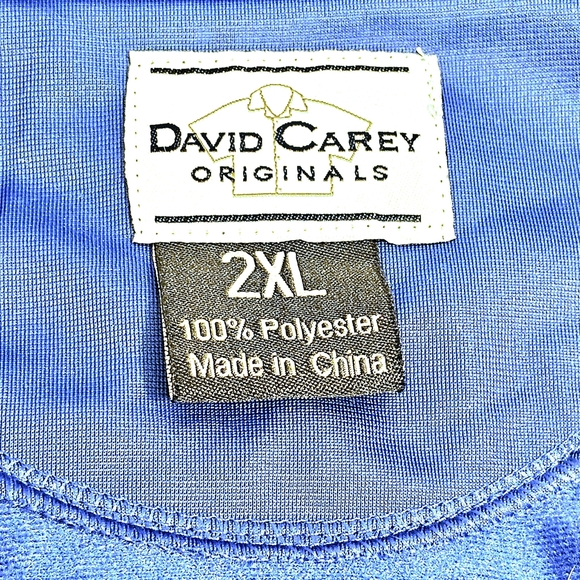 DAVID CAREY
ORIGINALS
2XL
100% Polyester
Made in China